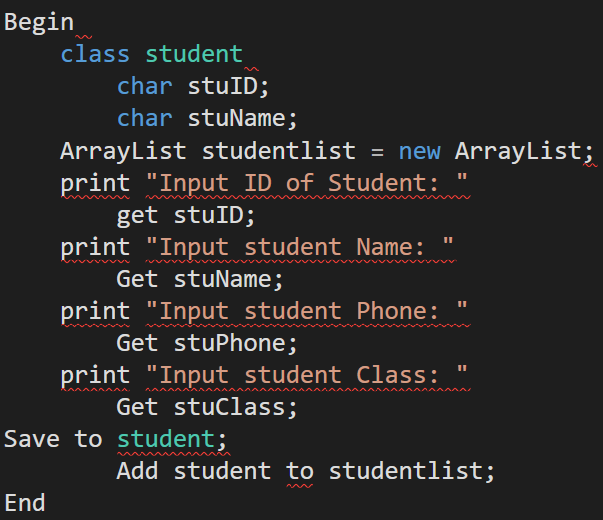 Begin
class student
char stuID;
char stuName;
ArrayList studentlist = new ArrayList;
print "Input ID of Student: "
get stuID;
print "Input student Name: "
Get stuName;
print "Input student Phone: "
Get stuPhone;
print "Input student Class: "
Get stuClass;
Save to student;
Add student to studentlist;
End